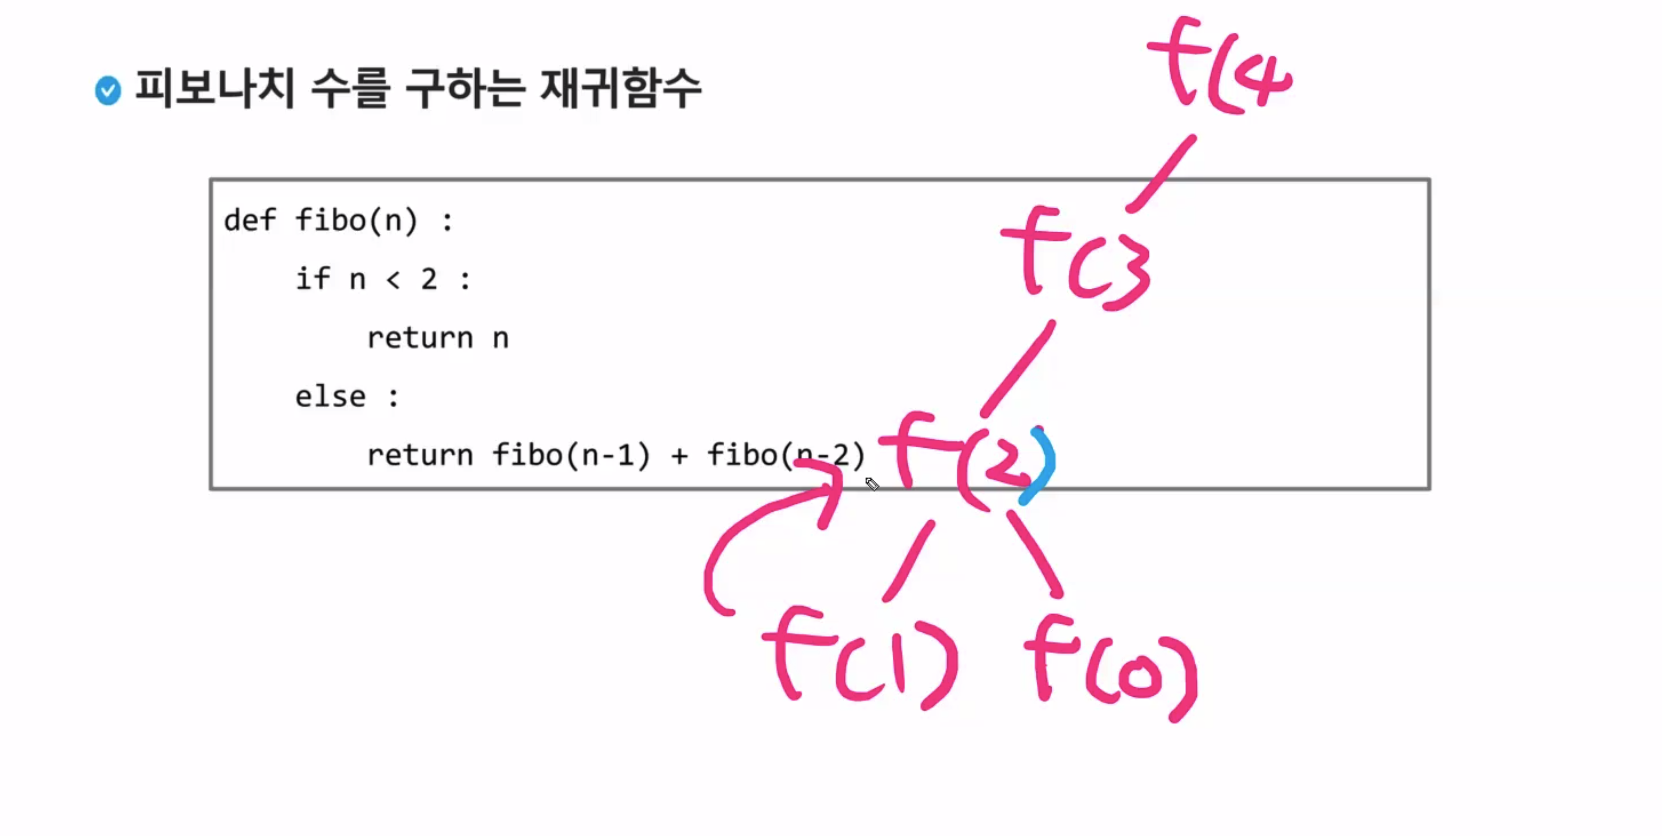 피보나치 수를 구하는 재귀함수
f(4
def fibo(n) :
if n < 2 :
return n
else :
return fibo(n-1) + fibo(n-2)
f(3
f(2)
f(1) f(0)